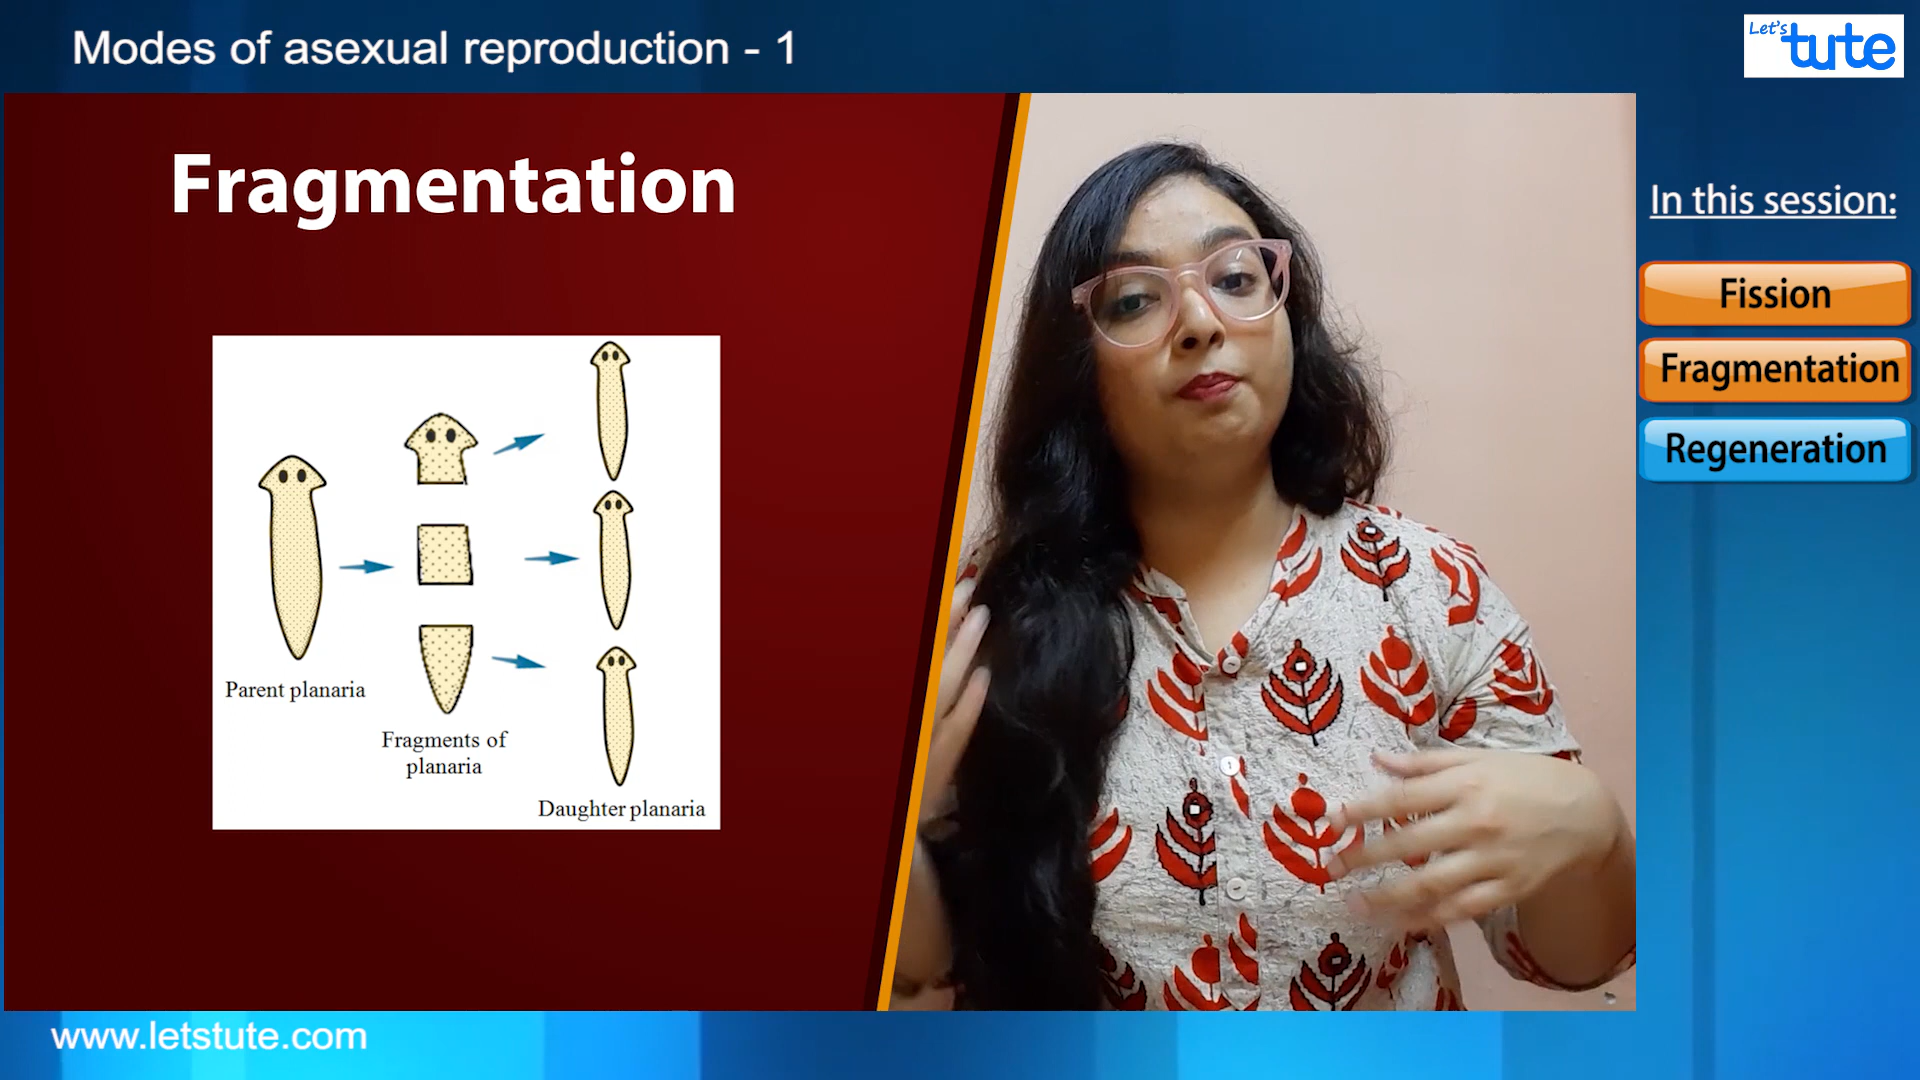 Modes of asexual reproduction - 1
Let's
tute
Fragmentation
In this session:
Fission
Fragmentation
Regeneration
Parent planaria
Fragments of
planaria
Daughter planaria
www.letstute.com